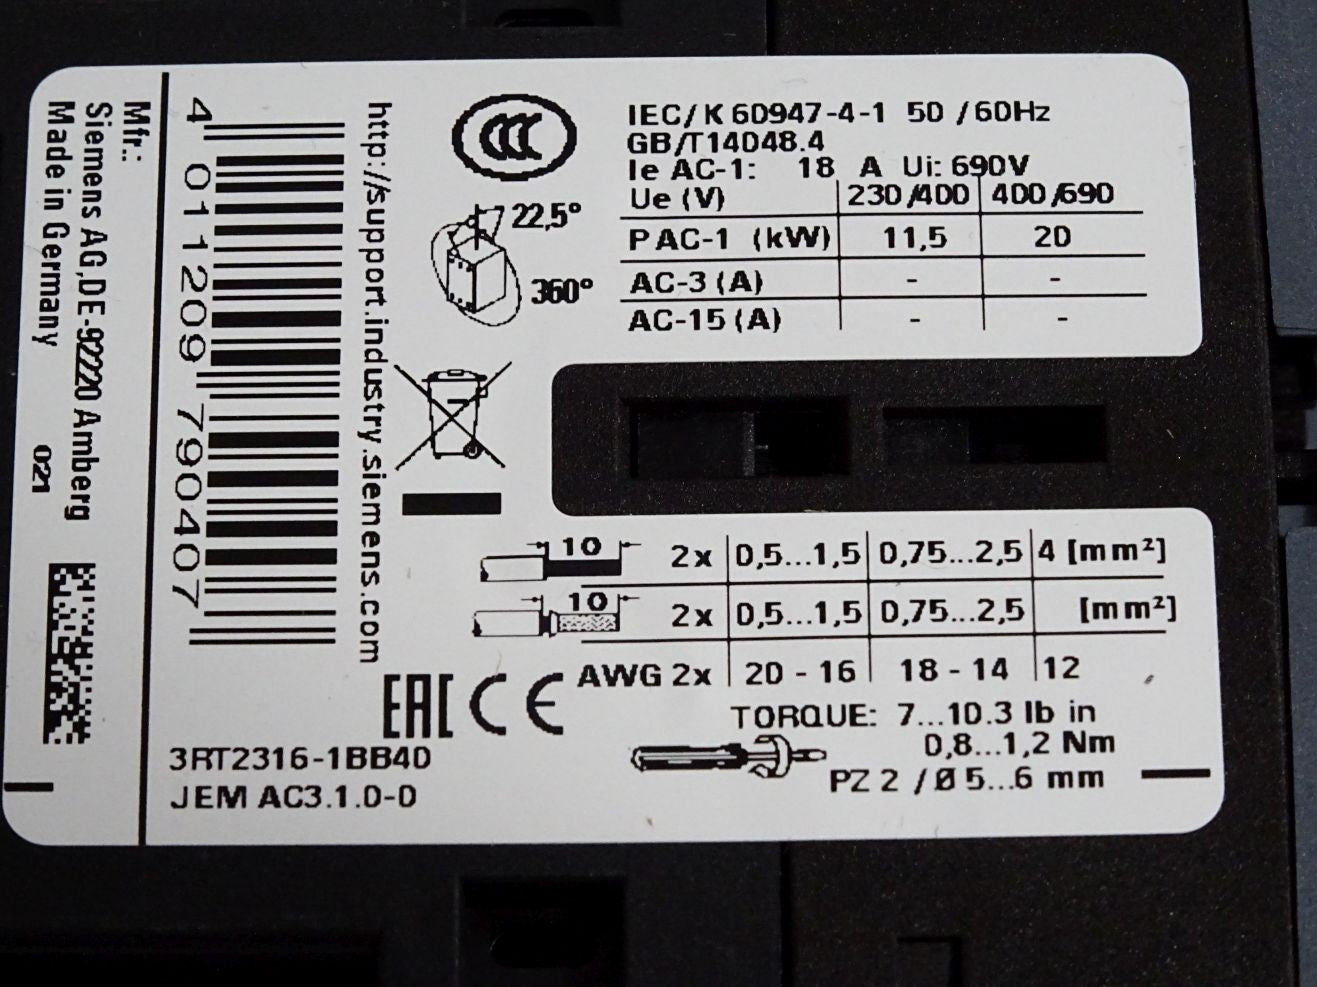 Mfr.:
Siemens AG,DE-92220 Amberg
Made in Germany
021
4 011209 790407
http://support.industry.siemens.com
CCC
22,5°
360°
IEC/K 60947-4-1 50 /60Hz
GB/T14048.4
Ie AC-1: 18 A Ui: 690V
Ue (V) 230/400 400/690
P AC-1 (kW) 11,5 20
AC-3 (A) - -
AC-15 (A) - -
10 2x 0,5...1,5 0,75...2,5 4 [mm²]
10 2x 0,5...1,5 0,75...2,5 [mm²]
AWG 2x 20 - 16 18 - 14 12
EAC CE
TORQUE: 7...10.3 lb in
0,8...1,2 Nm
PZ 2 / Ø 5...6 mm
3RT2316-1BB40
JEM AC3.1.0-0